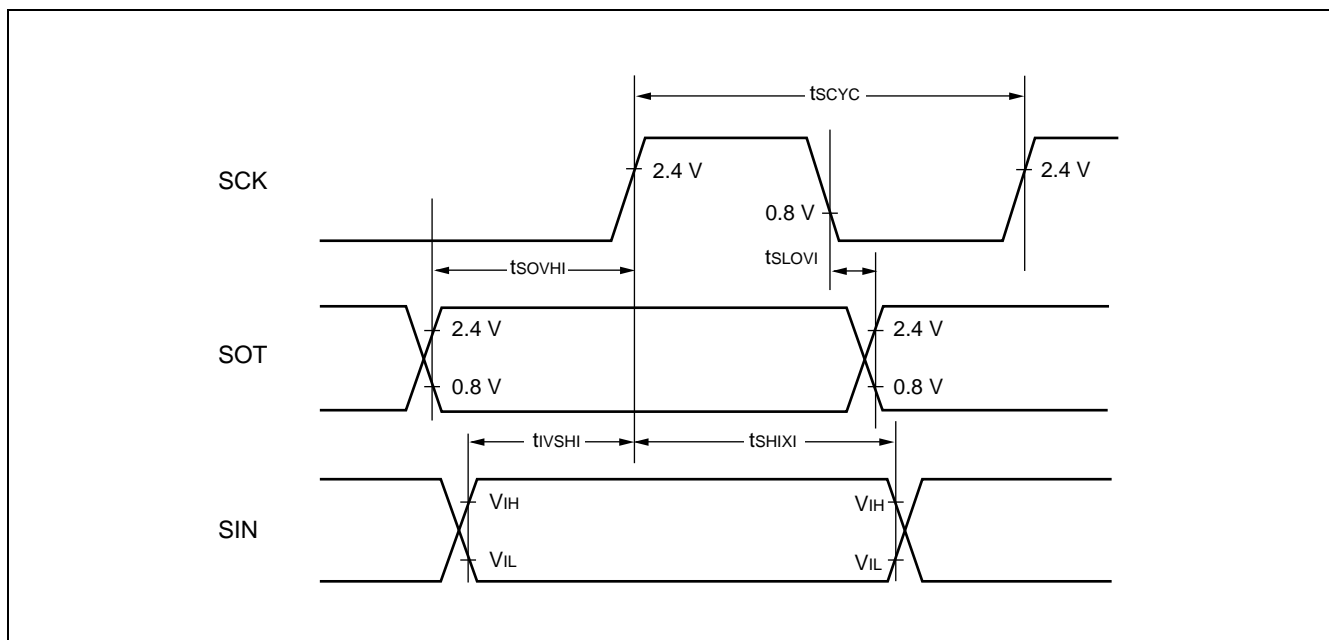 tSCYC
SCK
2.4 V
2.4 V
0.8 V
tSOVHI
tSLOVI
SOT
2.4 V
2.4 V
0.8 V
0.8 V
tIVSHI
tSHIXI
SIN
VIH
VIH
VIL
VIL